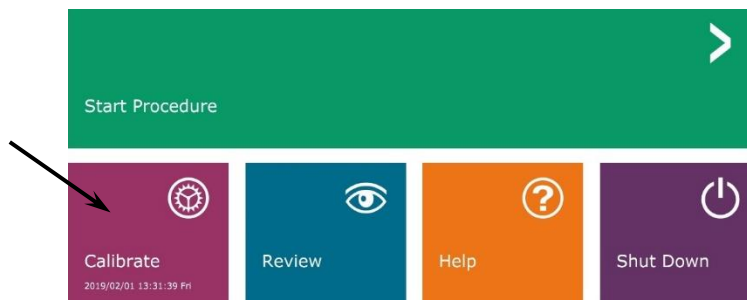 Start Procedure
Calibrate
2019/02/01 13:31:39 Fri
Review
Help
Shut Down